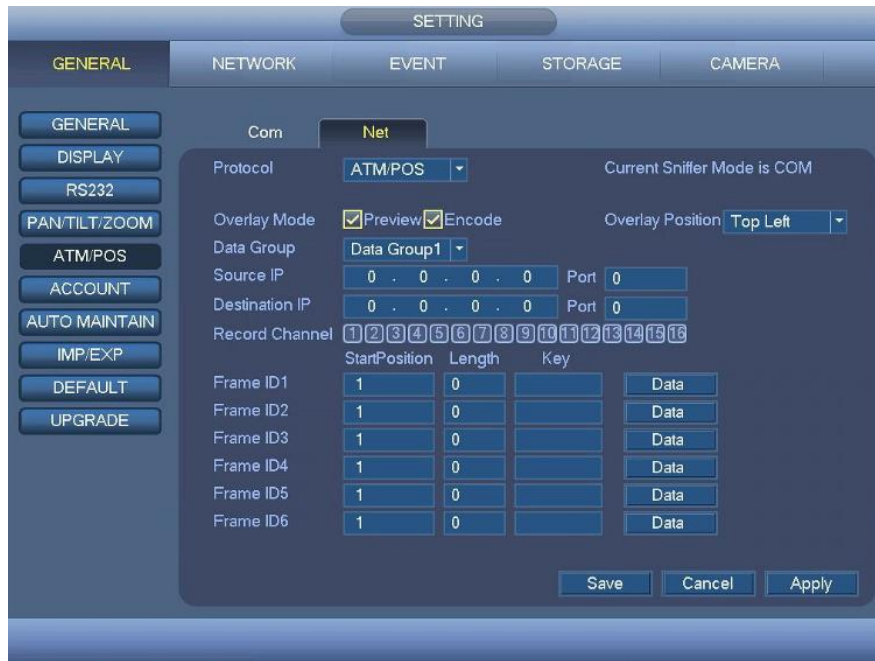 SETTING
GENERAL NETWORK EVENT STORAGE CAMERA
GENERAL
DISPLAY
RS232
PAN/TILT/ZOOM
ATM/POS
ACCOUNT
AUTO MAINTAIN
IMP/EXP
DEFAULT
UPGRADE
Com Net
Protocol ATM/POS Current Sniffer Mode is COM
Overlay Mode Preview Encode Overlay Position Top Left
Data Group Data Group1
Source IP 0 . 0 . 0 . 0 Port 0
Destination IP 0 . 0 . 0 . 0 Port 0
Record Channel 1 2 3 4 5 6 7 8 9 10 11 12 13 14 15 16
StartPosition Length Key
Frame ID1 1 0 Data
Frame ID2 1 0 Data
Frame ID3 1 0 Data
Frame ID4 1 0 Data
Frame ID5 1 0 Data
Frame ID6 1 0 Data
Save Cancel Apply